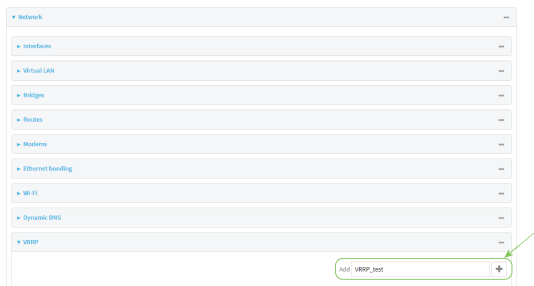 Network
Interfaces
Virtual LAN
Bridges
Routes
Modems
Ethernet bonding
Wi-Fi
Dynamic DNS
VRRP
Add VRRP_test